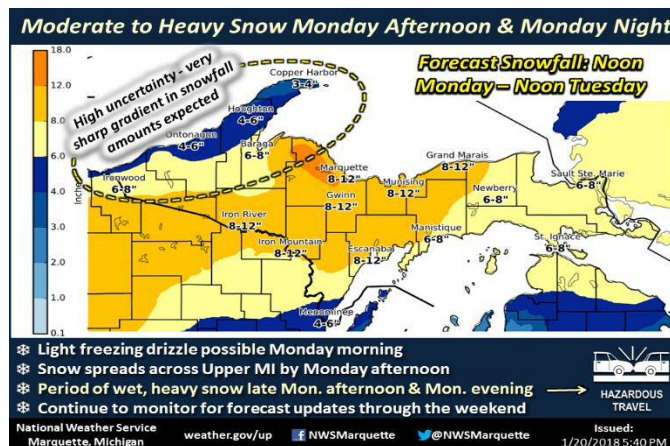 Moderate to Heavy Snow Monday Afternoon & Monday Night
18.0
12.0
8.0
6.0
4.0
3.0
2.0
1.0
0.1
Inches
High uncertainty - very
sharp gradient in snowfall
amounts expected
Forecast Snowfall: Noon
Monday – Noon Tuesday
Copper Harbor
3-4"
Houghton
4-6"
Ontonagon
4-6"
Baraga
6-8"
Ironwood
6-8"
Marquette
8-12"
Grand Marais
8-12"
Sault Ste. Marie
6-8"
Munising
8-12"
Gwinn
8-12"
Newberry
6-8"
Iron River
8-12"
Manistique
6-8"
St. Ignace
6-8"
Iron Mountain
8-12"
Escanaba
8-12"
Menominee
4-6"
❄ Light freezing drizzle possible Monday morning
❄ Snow spreads across Upper MI by Monday afternoon
❄ Period of wet, heavy snow late Mon. afternoon & Mon. evening
❄ Continue to monitor for forecast updates through the weekend
HAZARDOUS
TRAVEL
National Weather Service
Marquette, Michigan
weather.gov/up
f NWSMarquette
@NWSMarquette
Issued:
1/20/2018 5:40 PM